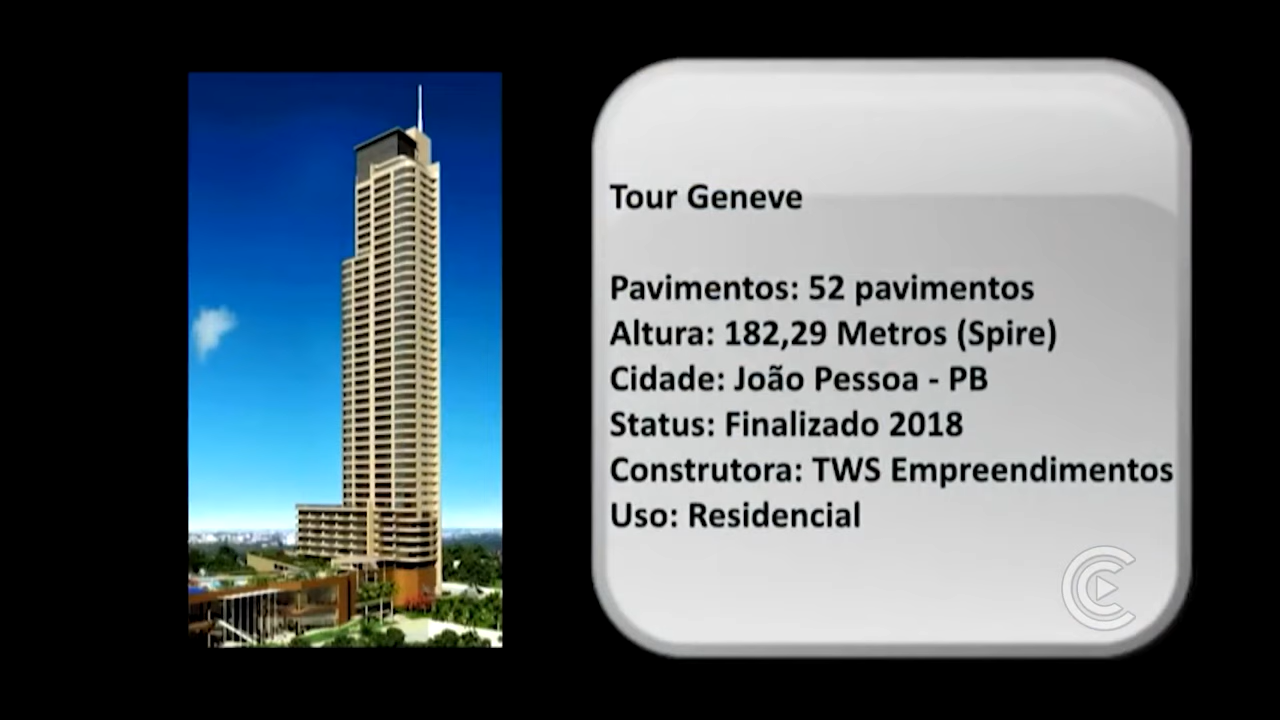 Tour Geneve
Pavimentos: 52 pavimentos
Altura: 182,29 Metros (Spire)
Cidade: João Pessoa - PB
Status: Finalizado 2018
Construtora: TWS Empreendimentos
Uso: Residencial